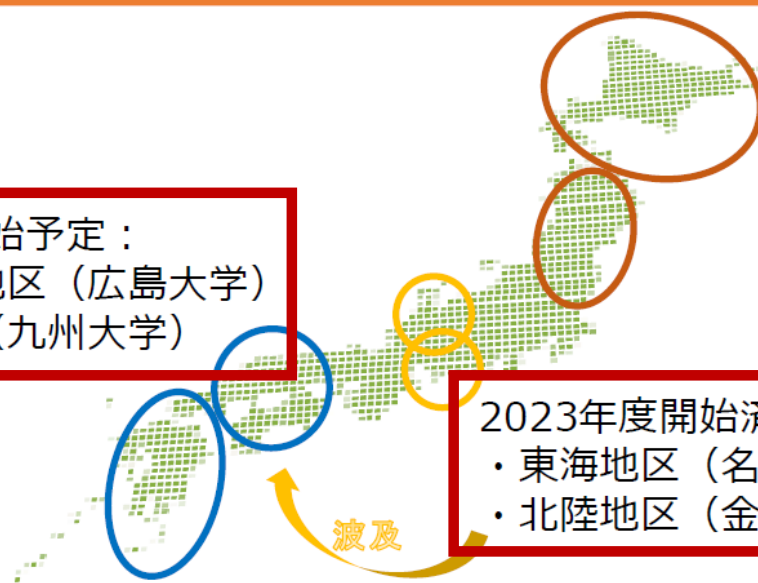 始予定：
地区（広島大学）
（九州大学）
2023年度開始済
・東海地区（名
・北陸地区（金
波及